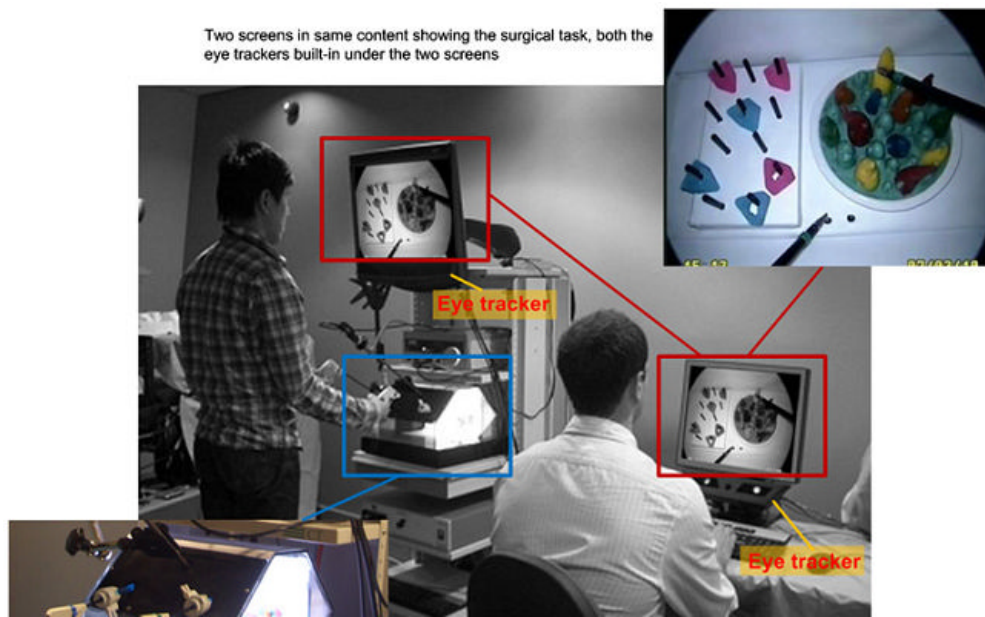 Two screens in same content showing the surgical task, both the
eye trackers built-in under the two screens
Eye tracker
Eye tracker